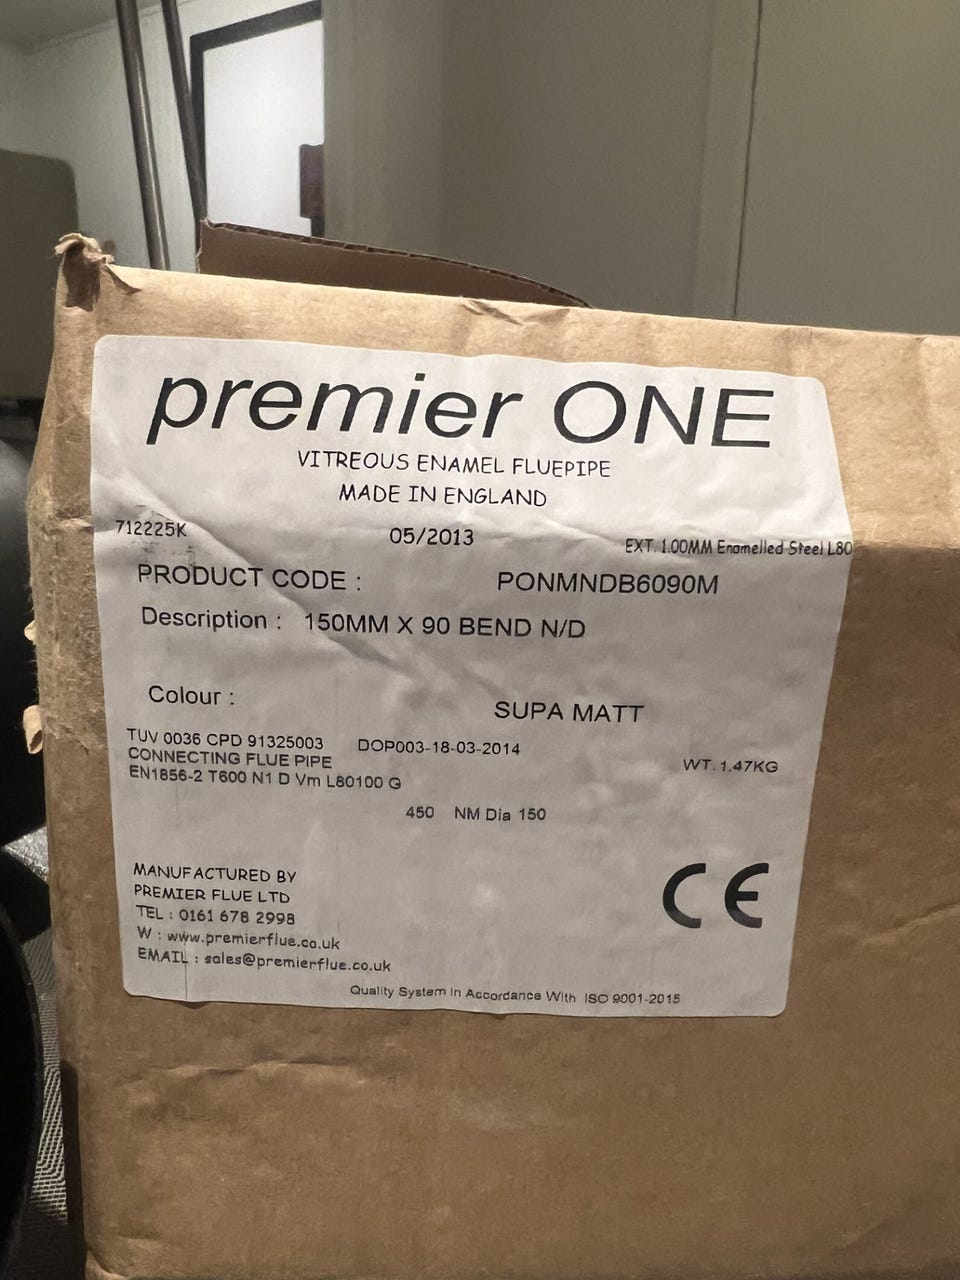 premier ONE
VITREOUS ENAMEL FLUEPIPE
MADE IN ENGLAND
712225K 05/2013 EXT. 1.00MM Enamelled Steel L80
PRODUCT CODE : PONMNDB6090M
Description : 150MM X 90 BEND N/D
Colour : SUPA MATT
TUV 0036 CPD 91325003 DOP003-18-03-2014
CONNECTING FLUE PIPE WT. 1.47KG
EN1856-2 T600 N1 D Vm L80100 G
450 NM Dia 150
MANUFACTURED BY
PREMIER FLUE LTD
TEL : 0161 678 2998
W : www.premierflue.co.uk
EMAIL : sales@premierflue.co.uk
CE
Quality System In Accordance With ISO 9001-2015